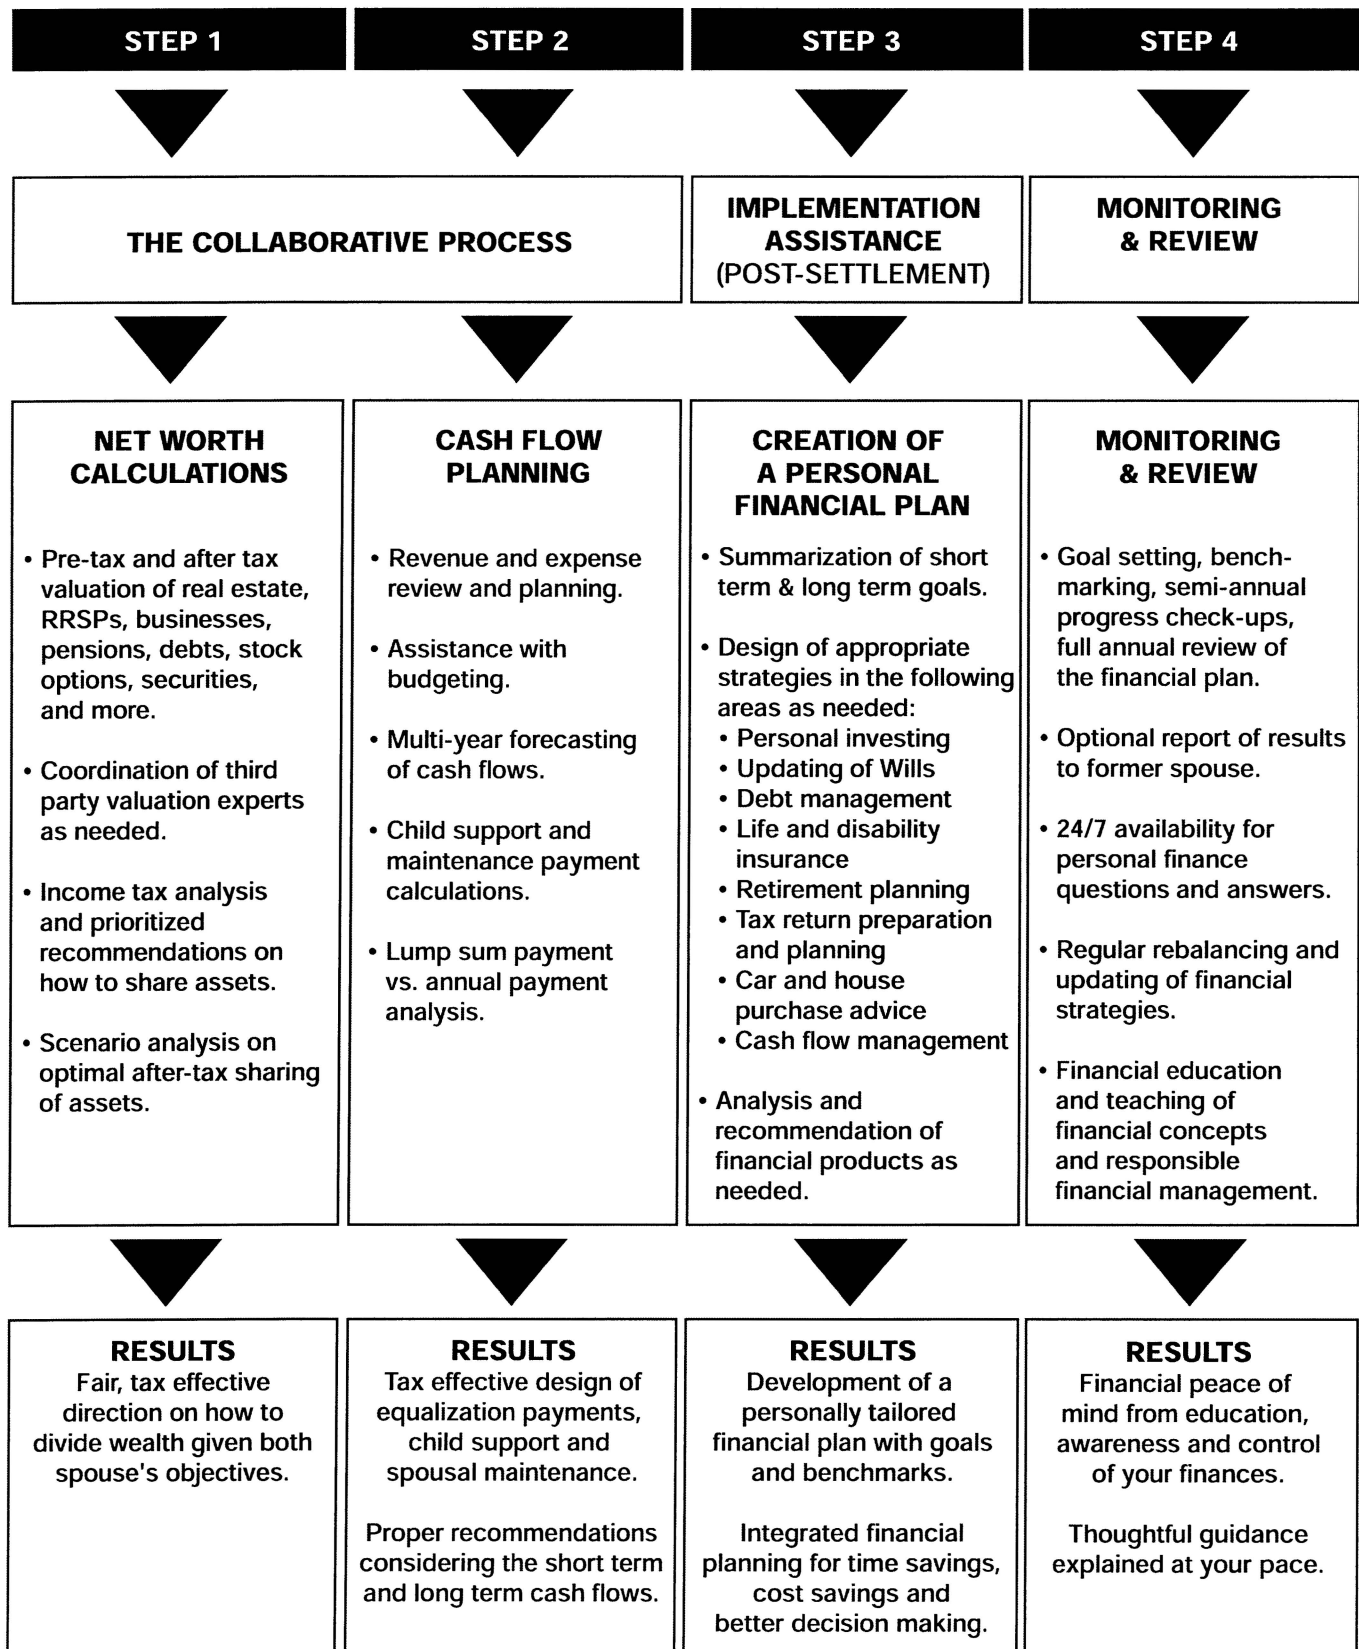 STEP 1
STEP 2
STEP 3
STEP 4
THE COLLABORATIVE PROCESS
IMPLEMENTATION
ASSISTANCE
(POST-SETTLEMENT)
MONITORING
& REVIEW
NET WORTH
CALCULATIONS
• Pre-tax and after tax
valuation of real estate,
RRSPs, businesses,
pensions, debts, stock
options, securities,
and more.
• Coordination of third
party valuation experts
as needed.
• Income tax analysis
and prioritized
recommendations on
how to share assets.
• Scenario analysis on
optimal after-tax sharing
of assets.
CASH FLOW
PLANNING
• Revenue and expense
review and planning.
• Assistance with
budgeting.
• Multi-year forecasting
of cash flows.
• Child support and
maintenance payment
calculations.
• Lump sum payment
vs. annual payment
analysis.
CREATION OF
A PERSONAL
FINANCIAL PLAN
• Summarization of short
term & long term goals.
• Design of appropriate
strategies in the following
areas as needed:
• Personal investing
• Updating of Wills
• Debt management
• Life and disability
insurance
• Retirement planning
• Tax return preparation
and planning
• Car and house
purchase advice
• Cash flow management
• Analysis and
recommendation of
financial products as
needed.
MONITORING
& REVIEW
• Goal setting, bench-
marking, semi-annual
progress check-ups,
full annual review of
the financial plan.
• Optional report of results
to former spouse.
• 24/7 availability for
personal finance
questions and answers.
• Regular rebalancing and
updating of financial
strategies.
• Financial education
and teaching of
financial concepts
and responsible
financial management.
RESULTS
Fair, tax effective
direction on how to
divide wealth given both
spouse's objectives.
RESULTS
Tax effective design of
equalization payments,
child support and
spousal maintenance.
Proper recommendations
considering the short term
and long term cash flows.
RESULTS
Development of a
personally tailored
financial plan with goals
and benchmarks.
Integrated financial
planning for time savings,
cost savings and
better decision making.
RESULTS
Financial peace of
mind from education,
awareness and control
of your finances.
Thoughtful guidance
explained at your pace.